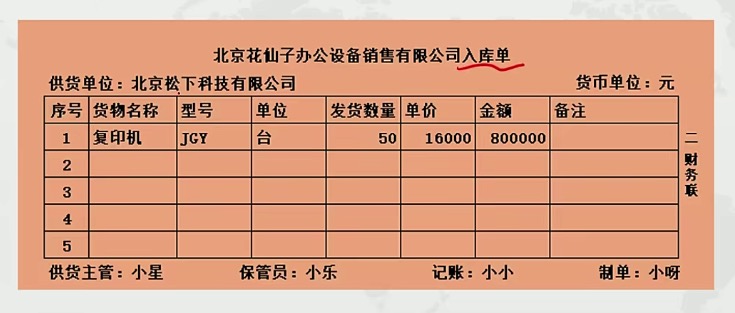 北京花仙子办公设备销售有限公司入库单
供货单位：北京松下科技有限公司 货币单位：元
序号 货物名称 型号 单位 发货数量 单价 金额 备注
1 复印机 JGY 台 50 16000 800000
2
3
4
5
二 财务联
供货主管：小星 保管员：小乐 记账：小小 制单：小呀